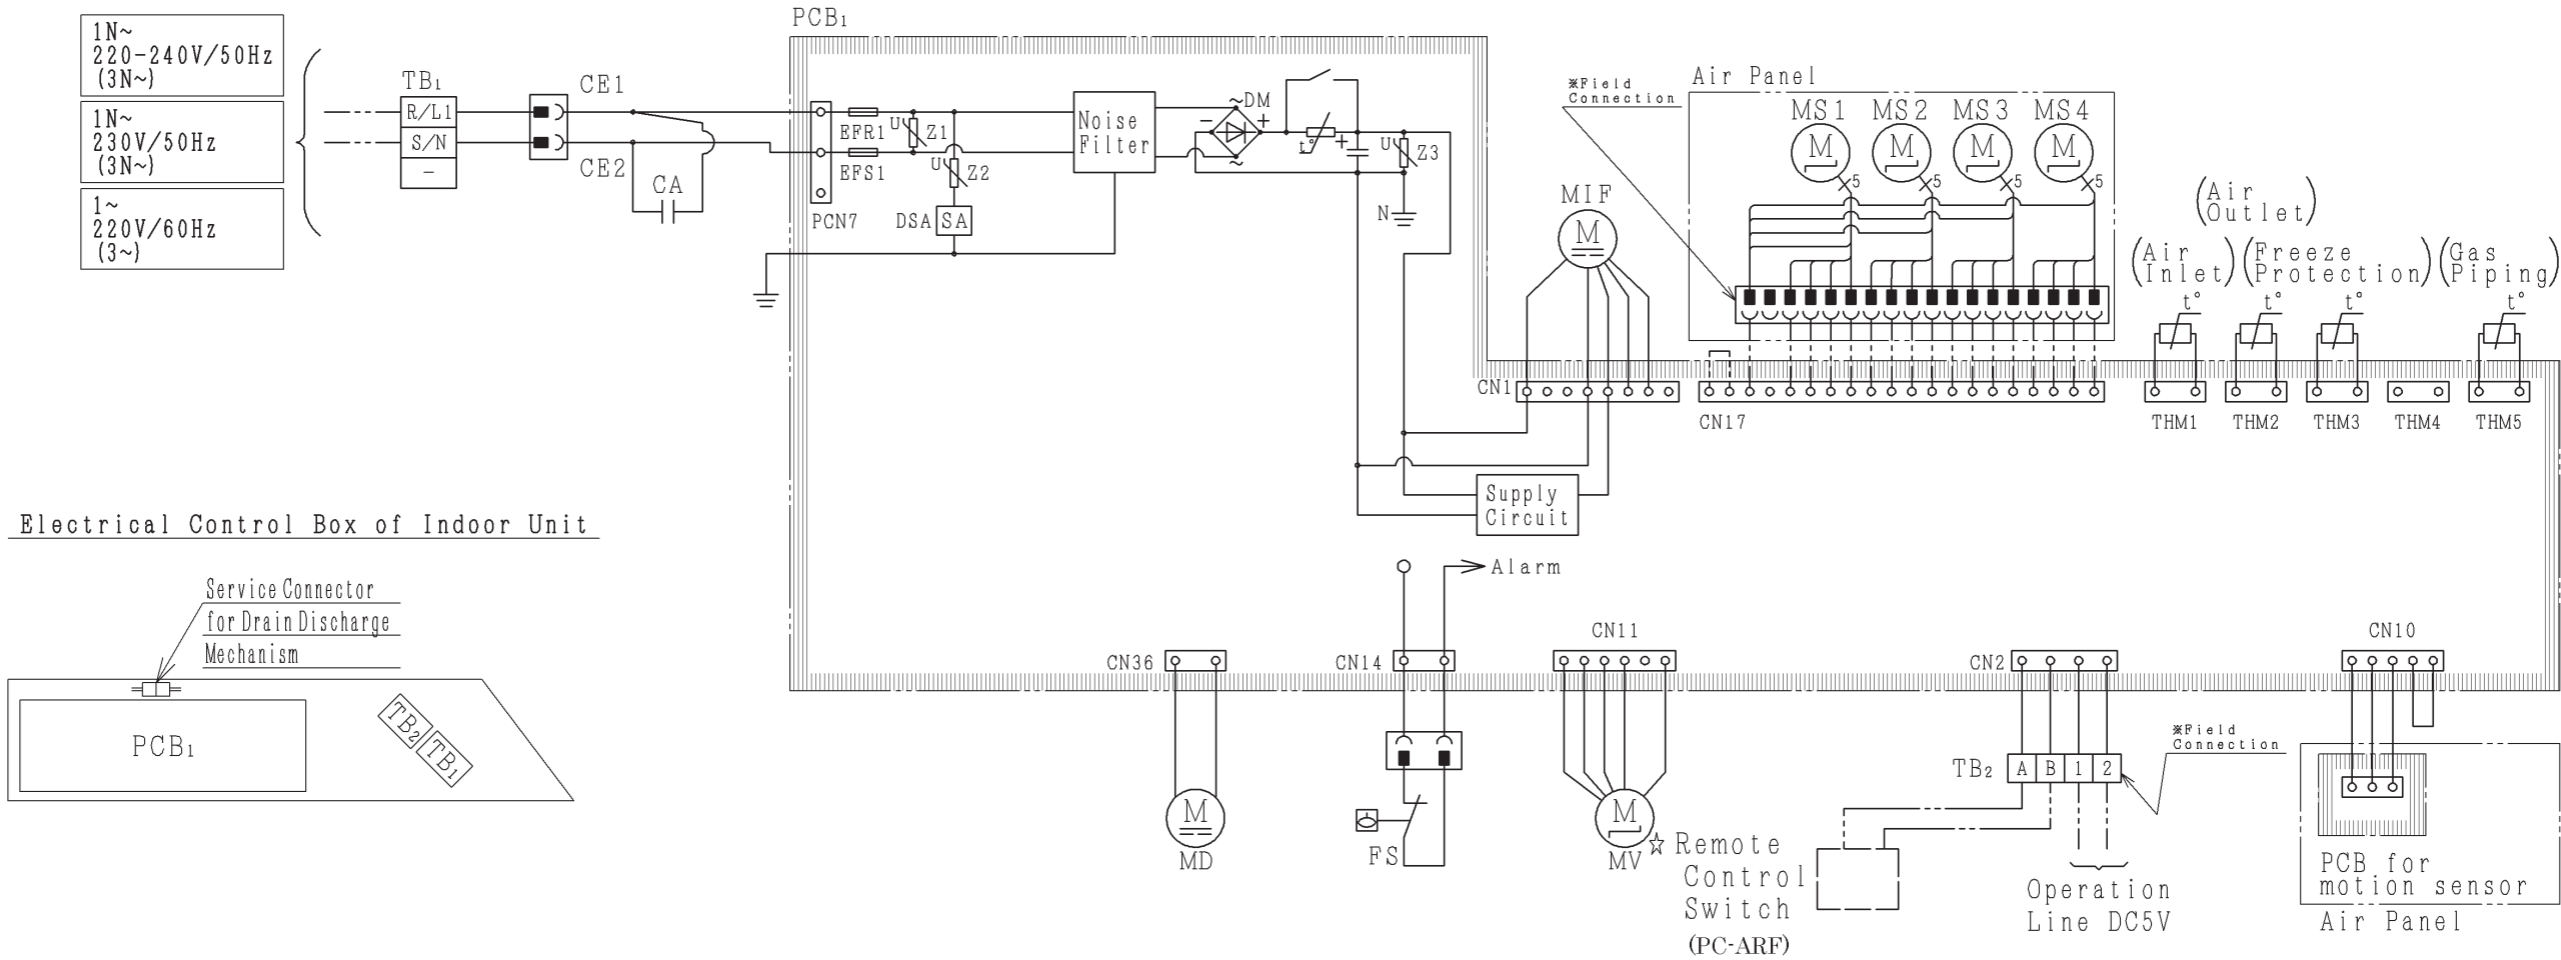 PCB1
1N~
220-240V/50Hz
(3N~)
1N~
230V/50Hz
(3N~)
1~
220V/60Hz
(3~)
TB1
R/L1
S/N
-
CE1
CE2
CA
PCN7
EFR1
EFS1
U
Z1
U
Z2
DSA
SA
Noise
Filter
~
DM
-
+
~
t°
+
U
Z3
N
MIF
M
※Field
Connection
Air Panel
MS1
MS2
MS3
MS4
M
M
M
M
5
5
5
5
(Air
Outlet)
(Air
Inlet)
(Freeze
Protection)
(Gas
Piping)
t°
t°
t°
t°
CN1
CN17
THM1
THM2
THM3
THM4
THM5
Supply
Circuit
Electrical Control Box of Indoor Unit
Service Connector
for Drain Discharge
Mechanism
PCB1
TB2
TB1
Alarm
CN36
CN14
CN11
CN2
CN10
M
MD
FS
M
MV
☆Remote
Control
Switch
(PC-ARF)
TB2
A
B
1
2
※Field
Connection
Operation
Line DC5V
PCB for
motion sensor
Air Panel